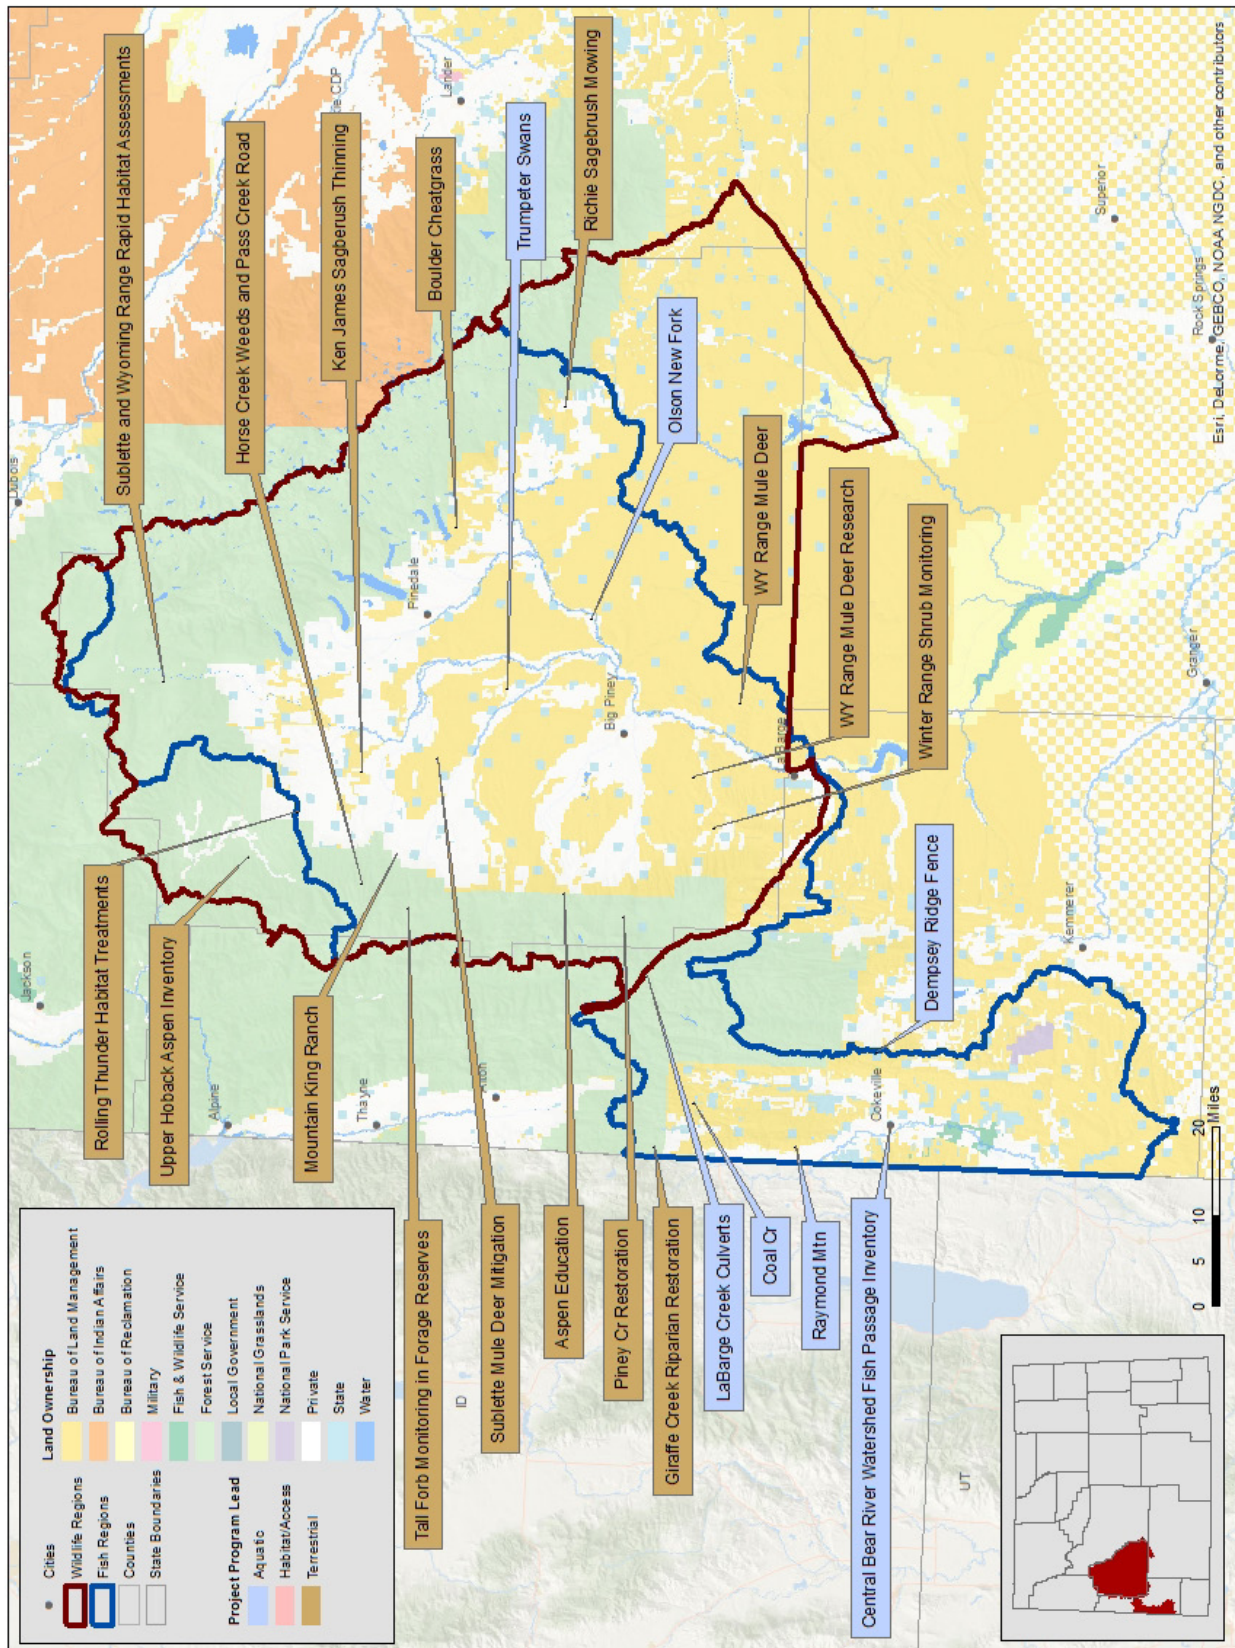 Cities
Wildlife Regions
Fish Regions
Counties
State Boundaries
Project Program Lead
Aquatic
Habitat/Access
Terrestrial
Land Ownership
Bureau of Land Management
Bureau of Indian Affairs
Bureau of Reclamation
Military
Fish & Wildlife Service
Forest Service
Local Government
National Grasslands
National Park Service
Private
State
Water
Rolling Thunder Habitat Treatments
Upper Hoback Aspen Inventory
Mountain King Ranch
Tall Forb Monitoring in Forage Reserves
Sublette Mule Deer Mitigation
Aspen Education
Piney Cr Restoration
Giraffe Creek Riparian Restoration
LaBarge Creek Culverts
Coal Cr
Raymond Mtn
Central Bear River Watershed Fish Passage Inventory
Dempsey Ridge Fence
Sublette and Wyoming Range Rapid Habitat Assessments
Horse Creek Weeds and Pass Creek Road
Ken James Sagberush Thinning
Boulder Cheatgrass
Trumpeter Swans
Richie Sagebrush Mowing
Olson New Fork
WY Range Mule Deer
WY Range Mule Deer Research
Winter Range Shrub Monitoring
Jackson
Dubois
Alpine
Thayne
Afton
Pinedale
Big Piney
Lander
CDP
Cokeville
Kemmerer
Granger
Rock Springs
Superior
ID
UT
0 5 10 20
Miles
Esri, DeLorme, GEBCO, NOAA NGDC, and other contributors